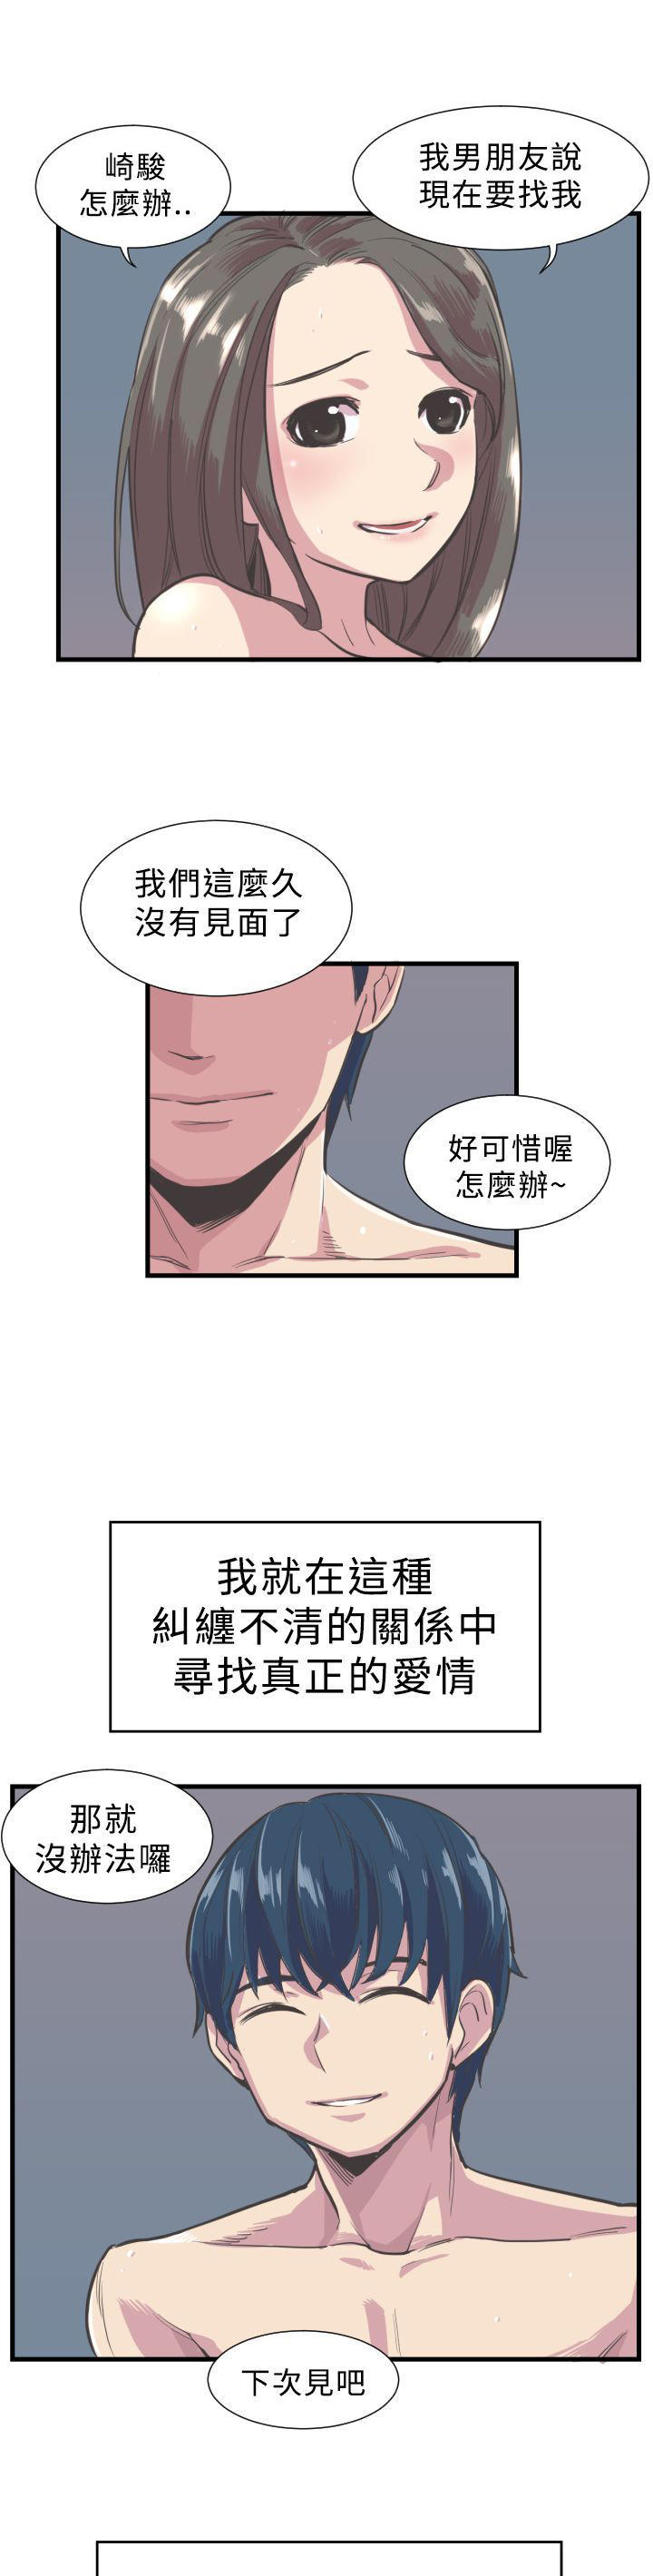 崎駿
怎麼辦..
我男朋友說
現在要找我
我們這麼久
沒有見面了
好可惜喔
怎麼辦~
我就在這種
糾纏不清的關係中
尋找真正的愛情
那就
沒辦法囉
下次見吧